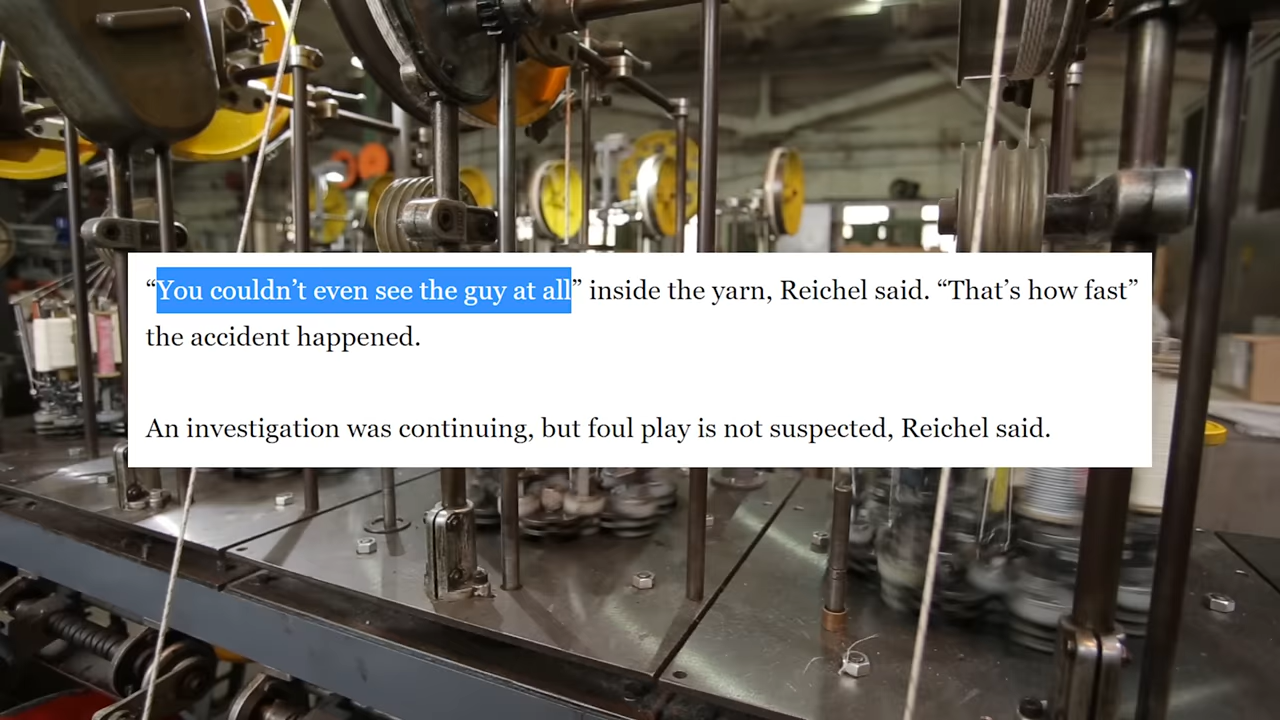 “You couldn’t even see the guy at all” inside the yarn, Reichel said. “That’s how fast”
the accident happened.
An investigation was continuing, but foul play is not suspected, Reichel said.